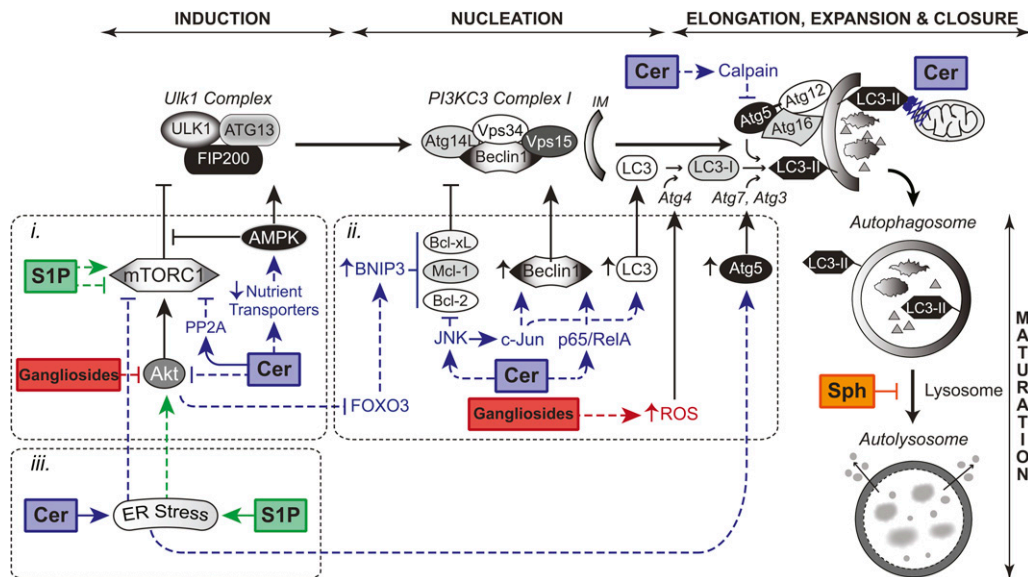 INDUCTION
NUCLEATION
ELONGATION, EXPANSION & CLOSURE
Ulk1 Complex
ULK1
ATG13
FIP200
PI3KC3 Complex I
Atg14L
Vps34
Vps15
Beclin1
IM
Cer
Calpain
Atg5
Atg12
Atg16
LC3-II
Cer
LC3
LC3-I
LC3-II
Atg4
Atg7, Atg3
i.
AMPK
S1P
mTORC1
Nutrient
Transporters
PP2A
Gangliosides
Akt
Cer
ii.
BNIP3
Bcl-xL
Mcl-1
Bcl-2
Beclin1
LC3
Atg5
JNK
c-Jun
p65/RelA
Cer
FOXO3
Gangliosides
ROS
iii.
Cer
ER Stress
S1P
Autophagosome
LC3-II
LC3-II
Sph
Lysosome
Autolysosome
MATURATION